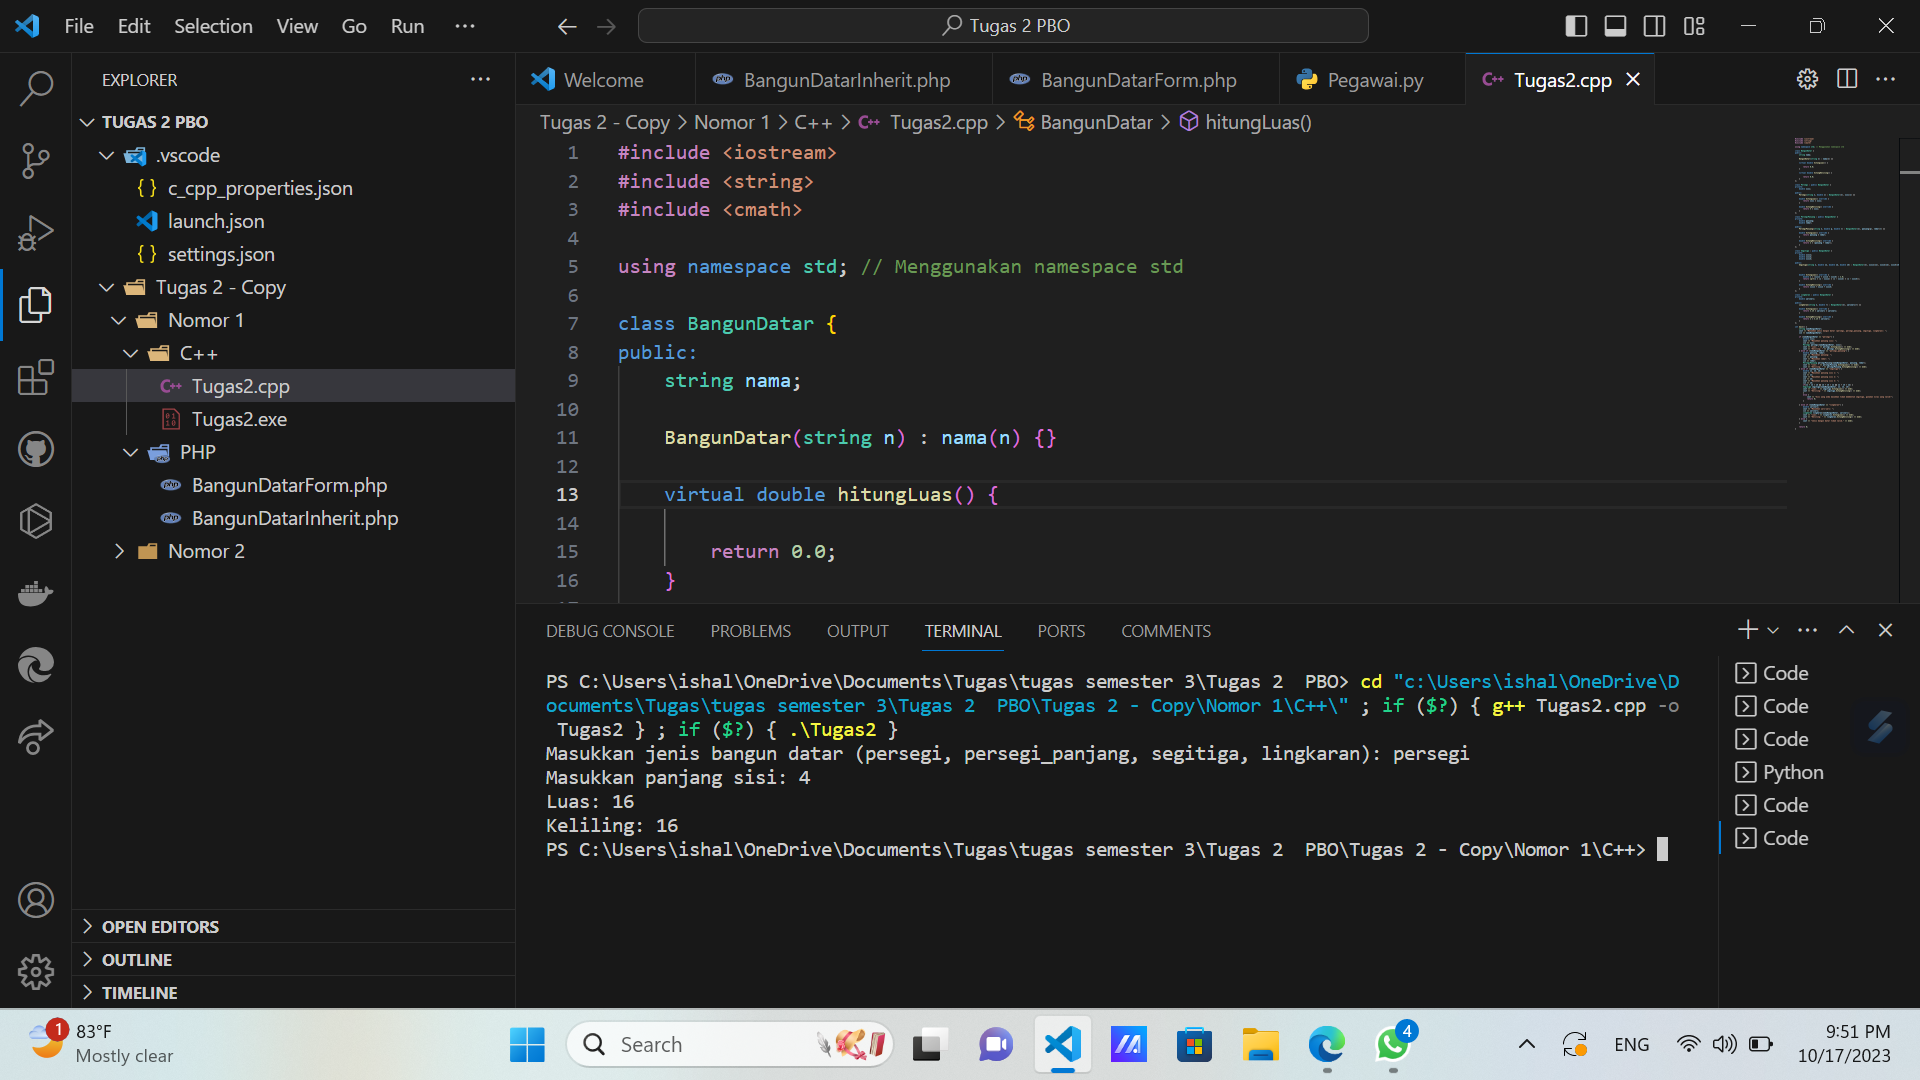 File Edit Selection View Go Run ···
Tugas 2 PBO
EXPLORER
TUGAS 2 PBO
.vscode
{ } c_cpp_properties.json
launch.json
{ } settings.json
Tugas 2 - Copy
Nomor 1
C++
C++ Tugas2.cpp
Tugas2.exe
PHP
php BangunDatarForm.php
php BangunDatarInherit.php
Nomor 2
OPEN EDITORS
OUTLINE
TIMELINE
Welcome
php BangunDatarInherit.php
php BangunDatarForm.php
Pegawai.py
C++ Tugas2.cpp
Tugas 2 - Copy > Nomor 1 > C++ > C++ Tugas2.cpp > BangunDatar > hitungLuas()
1 #include <iostream>
2 #include <string>
3 #include <cmath>
4
5 using namespace std; // Menggunakan namespace std
6
7 class BangunDatar {
8 public:
9 string nama;
10
11 BangunDatar(string n) : nama(n) {}
12
13 virtual double hitungLuas() {
14
15 return 0.0;
16 }
DEBUG CONSOLE PROBLEMS OUTPUT TERMINAL PORTS COMMENTS
PS C:\Users\ishal\OneDrive\Documents\Tugas\tugas semester 3\Tugas 2  PBO> cd "c:\Users\ishal\OneDrive\D
ocuments\Tugas\tugas semester 3\Tugas 2  PBO\Tugas 2 - Copy\Nomor 1\C++\" ; if ($?) { g++ Tugas2.cpp -o
Tugas2 } ; if ($?) { .\Tugas2 }
Masukkan jenis bangun datar (persegi, persegi_panjang, segitiga, lingkaran): persegi
Masukkan panjang sisi: 4
Luas: 16
Keliling: 16
PS C:\Users\ishal\OneDrive\Documents\Tugas\tugas semester 3\Tugas 2  PBO\Tugas 2 - Copy\Nomor 1\C++>
Code
Code
Code
Python
Code
Code
1
83°F
Mostly clear
Search
4
ENG
9:51 PM
10/17/2023